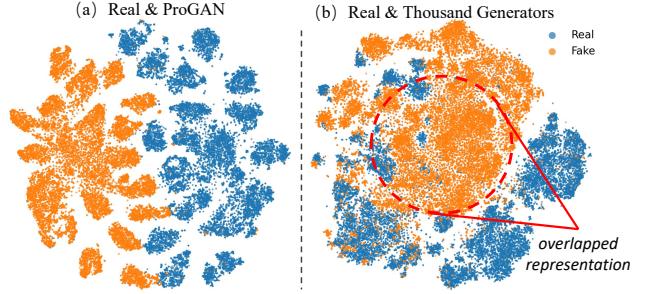 (a) Real & ProGAN
(b) Real & Thousand Generators
Real
Fake
overlapped
representation